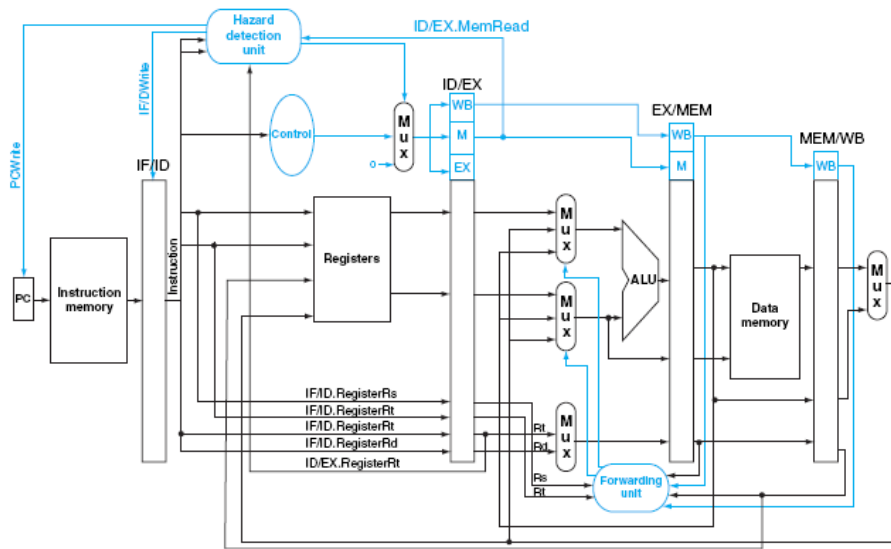 Hazard
detection
unit
ID/EX.MemRead
ID/EX
PCWrite
IF/DWrite
IF/ID
Control
0
M
u
x
WB
M
EX
EX/MEM
WB
M
MEM/WB
WB
PC
Instruction
memory
Instruction
Registers
M
u
x
M
u
x
ALU
Data
memory
M
u
x
IF/ID.RegisterRs
IF/ID.RegisterRt
IF/ID.RegisterRt
IF/ID.RegisterRd
ID/EX.RegisterRt
Rt
Rd
M
u
x
Rs
Rt
Forwarding
unit